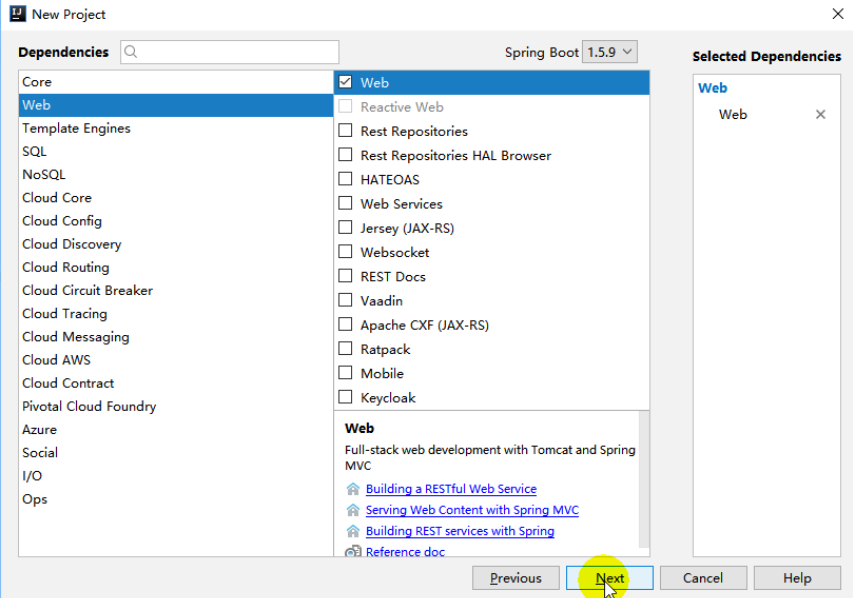 New Project
Dependencies
Spring Boot 1.5.9
Selected Dependencies
Core
Web
Template Engines
SQL
NoSQL
Cloud Core
Cloud Config
Cloud Discovery
Cloud Routing
Cloud Circuit Breaker
Cloud Tracing
Cloud Messaging
Cloud AWS
Cloud Contract
Pivotal Cloud Foundry
Azure
Social
I/O
Ops
Web
Reactive Web
Rest Repositories
Rest Repositories HAL Browser
HATEOAS
Web Services
Jersey (JAX-RS)
Websocket
REST Docs
Vaadin
Apache CXF (JAX-RS)
Ratpack
Mobile
Keycloak
Web
Full-stack web development with Tomcat and Spring
MVC
Building a RESTful Web Service
Serving Web Content with Spring MVC
Building REST services with Spring
Reference doc
Web
Web
Previous
Next
Cancel
Help